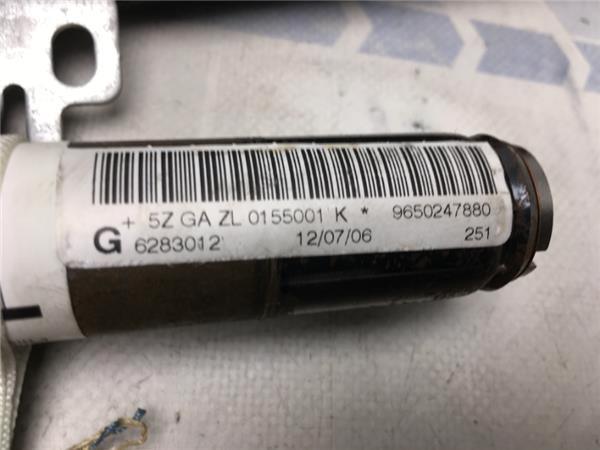 + 5Z GA ZL 0155001 K * 9650247880
G 6283012 12/07/06 251